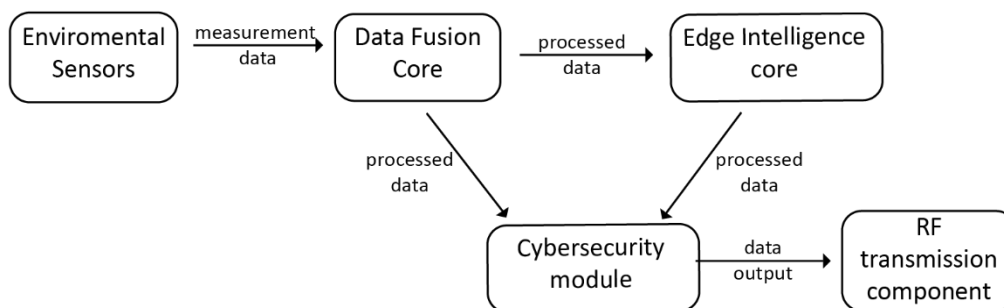 Enviromental
Sensors
measurement
data
Data Fusion
Core
processed
data
Edge Intelligence
core
processed
data
processed
data
Cybersecurity
module
data
output
RF
transmission
component